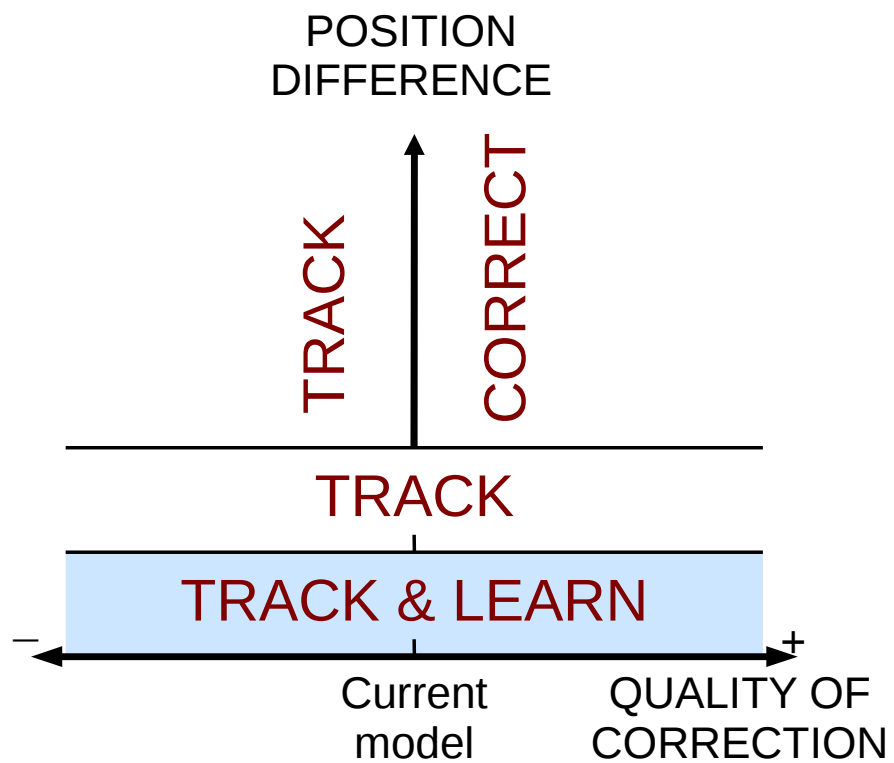 POSITION
DIFFERENCE
TRACK
CORRECT
TRACK
TRACK & LEARN
– +
Current
model
QUALITY OF
CORRECTION